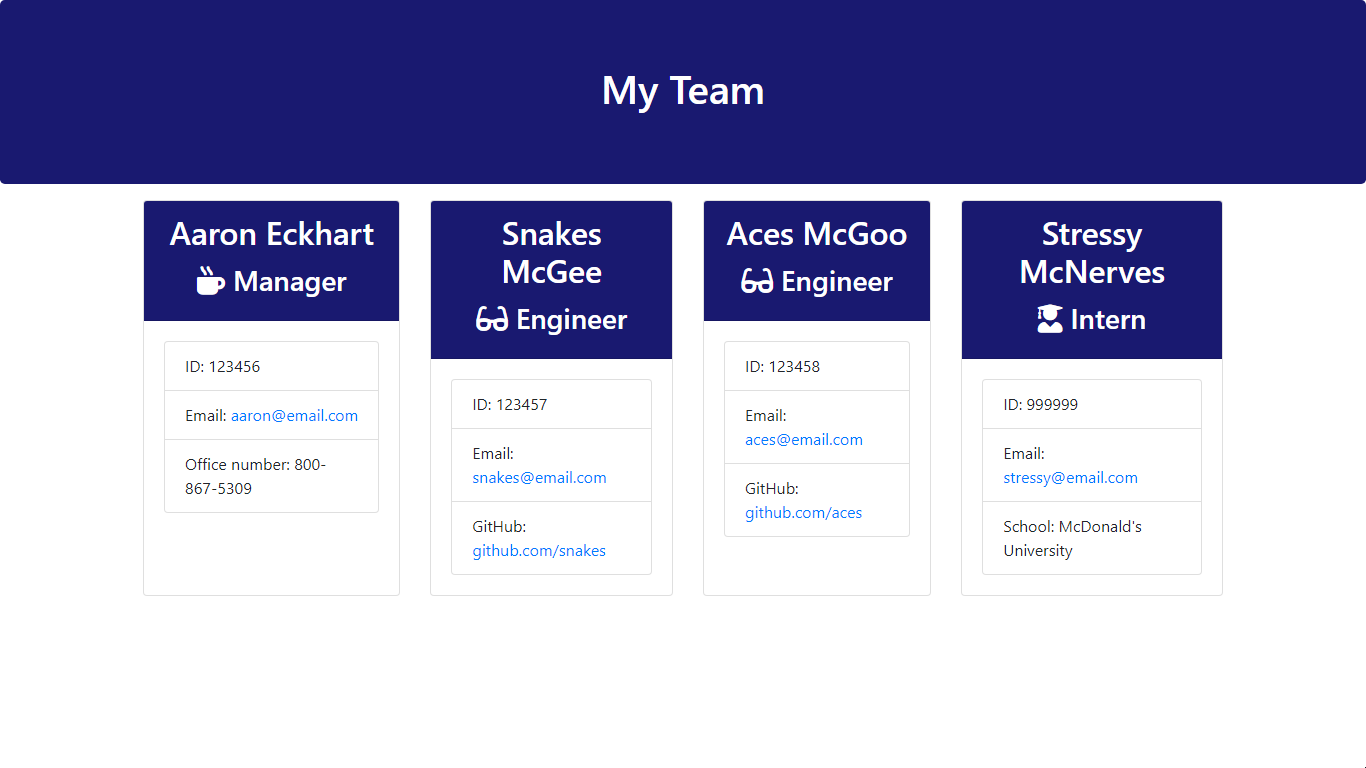 My Team
Aaron Eckhart
Manager
ID: 123456
Email: aaron@email.com
Office number: 800-
867-5309
Snakes
McGee
Engineer
ID: 123457
Email:
snakes@email.com
GitHub:
github.com/snakes
Aces McGoo
Engineer
ID: 123458
Email:
aces@email.com
GitHub:
github.com/aces
Stressy
McNerves
Intern
ID: 999999
Email:
stressy@email.com
School: McDonald's
University